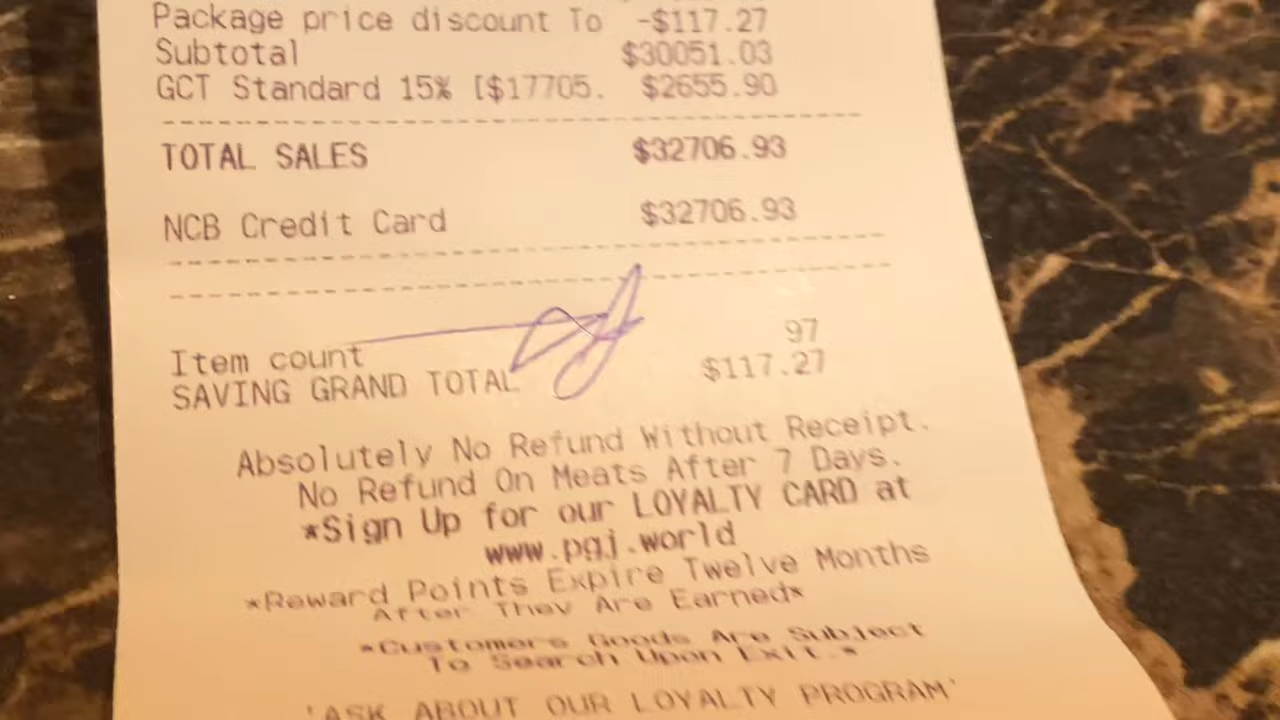 Package price discount To -$117.27
Subtotal $30051.03
GCT Standard 15% [$17705. $2655.90
TOTAL SALES $32706.93
NCB Credit Card $32706.93
Item count 97
SAVING GRAND TOTAL $117.27
Absolutely No Refund Without Receipt.
No Refund On Meats After 7 Days.
*Sign Up for our LOYALTY CARD at
www.pgj.world
*Reward Points Expire Twelve Months
After They Are Earned*
*Customers Goods Are Subject
To Search Upon Exit.*
'ASK ABOUT OUR LOYALTY PROGRAM'